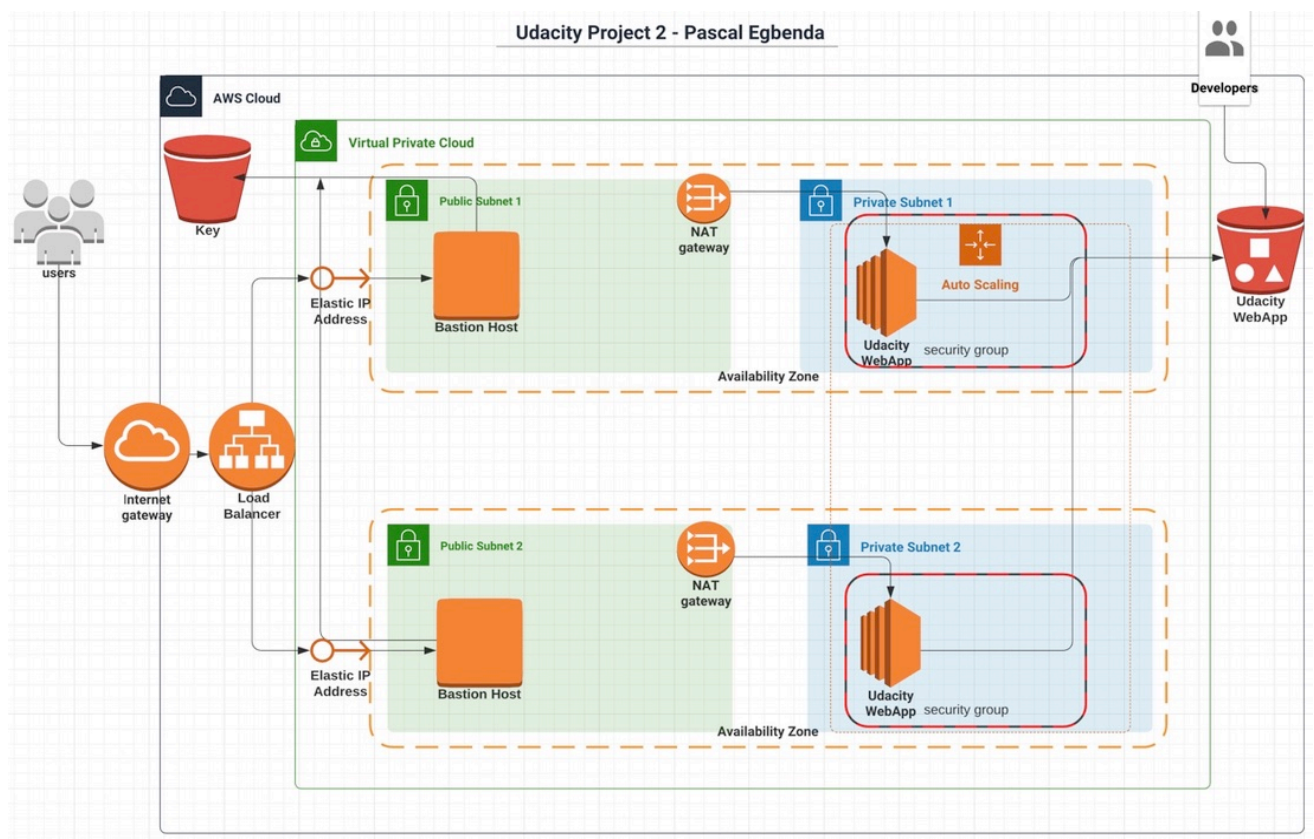 Udacity Project 2 - Pascal Egbenda
Developers
AWS Cloud
Virtual Private Cloud
Key
users
Public Subnet 1
NAT
gateway
Private Subnet 1
Auto Scaling
Elastic IP
Address
Bastion Host
Udacity
WebApp
security group
Udacity
WebApp
Availability Zone
Internet
gateway
Load
Balancer
Public Subnet 2
NAT
gateway
Private Subnet 2
Elastic IP
Address
Bastion Host
Udacity
WebApp
security group
Availability Zone